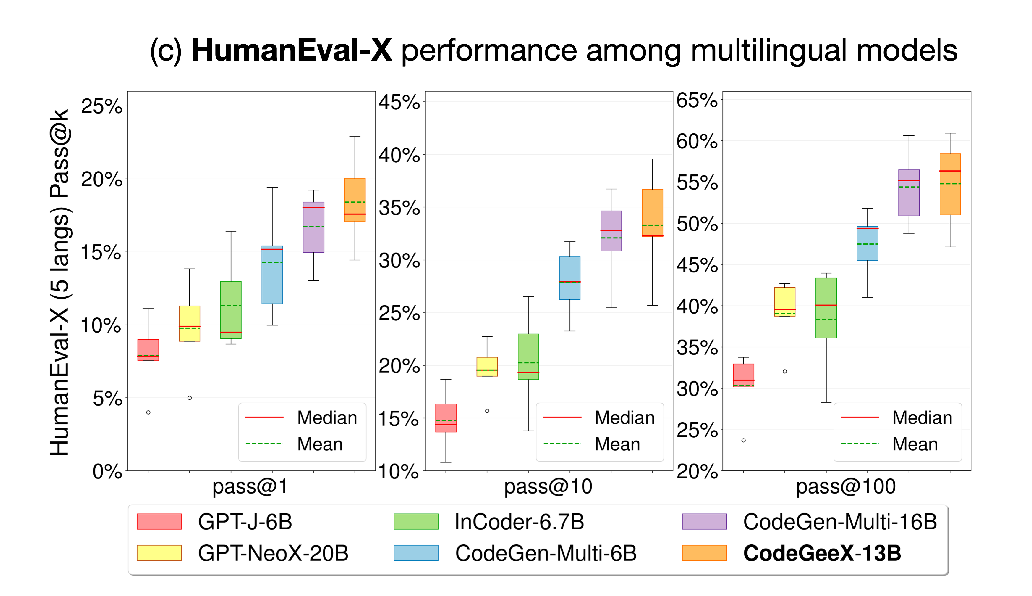 (c) HumanEval-X performance among multilingual models
HumanEval-X (5 langs) Pass@k
25%
20%
15%
10%
5%
0%
Median
Mean
pass@1
45%
40%
35%
30%
25%
20%
15%
10%
Median
Mean
pass@10
65%
60%
55%
50%
45%
40%
35%
30%
25%
20%
Median
Mean
pass@100
GPT-J-6B
GPT-NeoX-20B
InCoder-6.7B
CodeGen-Multi-6B
CodeGen-Multi-16B
CodeGeeX-13B